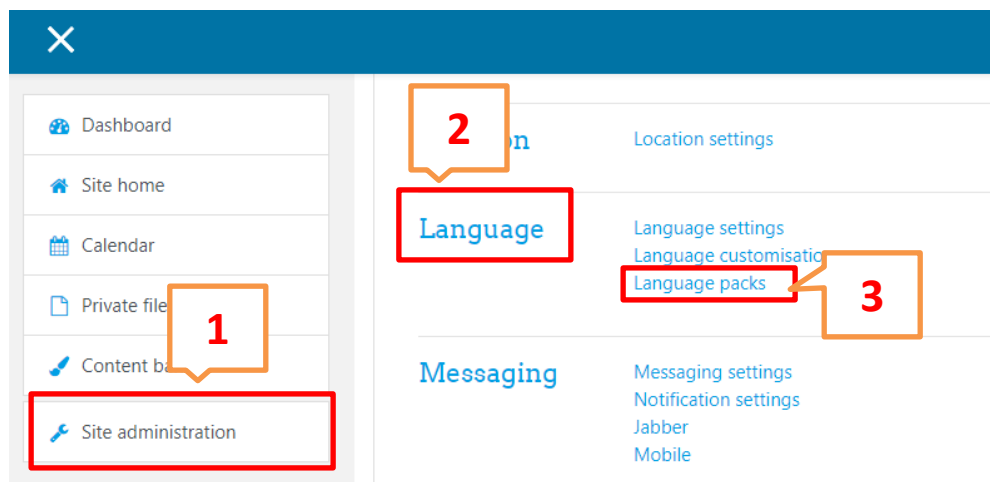 Dashboard
Site home
Calendar
Private file
1
Content ba
Site administration
2
on
Location settings
Language
Language settings
Language customisatio
Language packs
3
Messaging
Messaging settings
Notification settings
Jabber
Mobile